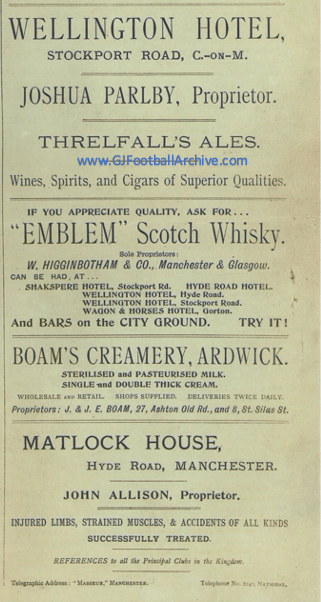 WELLINGTON HOTEL,
STOCKPORT ROAD, C.-ON-M.
JOSHUA PARLBY, Proprietor.
THRELFALL'S ALES.
www.GJFootballArchive.com
Wines, Spirits, and Cigars of Superior Qualities.
IF YOU APPRECIATE QUALITY, ASK FOR...
"EMBLEM" Scotch Whisky.
Sole Proprietors:
W. HIGGINBOTHAM & CO., Manchester & Glasgow.
CAN BE HAD, AT...
SHAKSPERE HOTEL, Stockport Rd. HYDE ROAD HOTEL.
WELLINGTON HOTEL, Hyde Road.
WELLINGTON HOTEL, Stockport Road.
WAGON & HORSES HOTEL, Gorton.
And BARS on the CITY GROUND. TRY IT!
BOAM'S CREAMERY, ARDWICK.
STERILISED and PASTEURISED MILK.
SINGLE and DOUBLE THICK CREAM.
WHOLESALE AND RETAIL. SHOPS SUPPLIED. DELIVERIES TWICE DAILY.
Proprietors: J. & J. E. BOAM, 27, Ashton Old Rd., and 8, St. Silas St.
MATLOCK HOUSE,
HYDE ROAD, MANCHESTER.
JOHN ALLISON, Proprietor.
INJURED LIMBS, STRAINED MUSCLES, & ACCIDENTS OF ALL KINDS
SUCCESSFULLY TREATED.
REFERENCES to all the Principal Clubs in the Kingdom.
Telegraphic Address: "MASSEUR," MANCHESTER. Telephone No. NATIONAL.